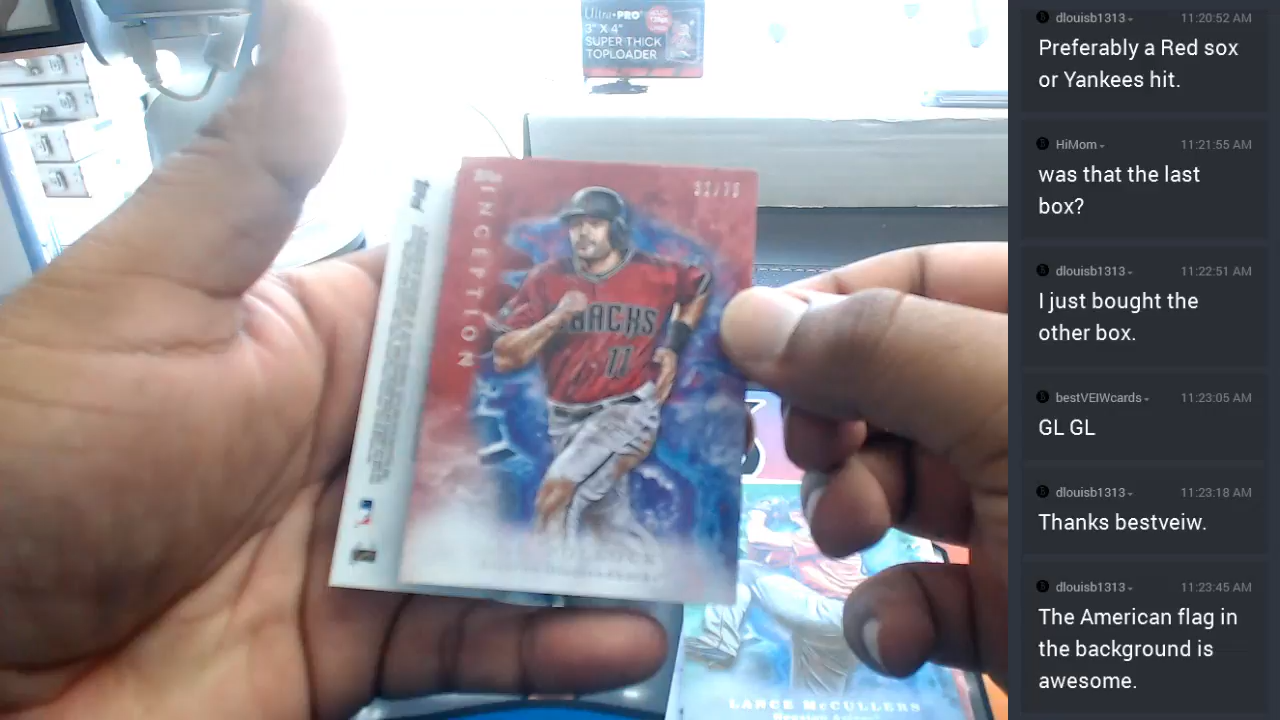 Ultra•PRO
3" X 4"
SUPER THICK
TOPLOADER
INCEPTION
BACKS
11
LANCE McCULLERS
dlouisb1313
11:20:52 AM
Preferably a Red sox
or Yankees hit.
HiMom
11:21:55 AM
was that the last
box?
dlouisb1313
11:22:51 AM
I just bought the
other box.
bestVEIWcards
11:23:05 AM
GL GL
dlouisb1313
11:23:18 AM
Thanks bestveiw.
dlouisb1313
11:23:45 AM
The American flag in
the background is
awesome.